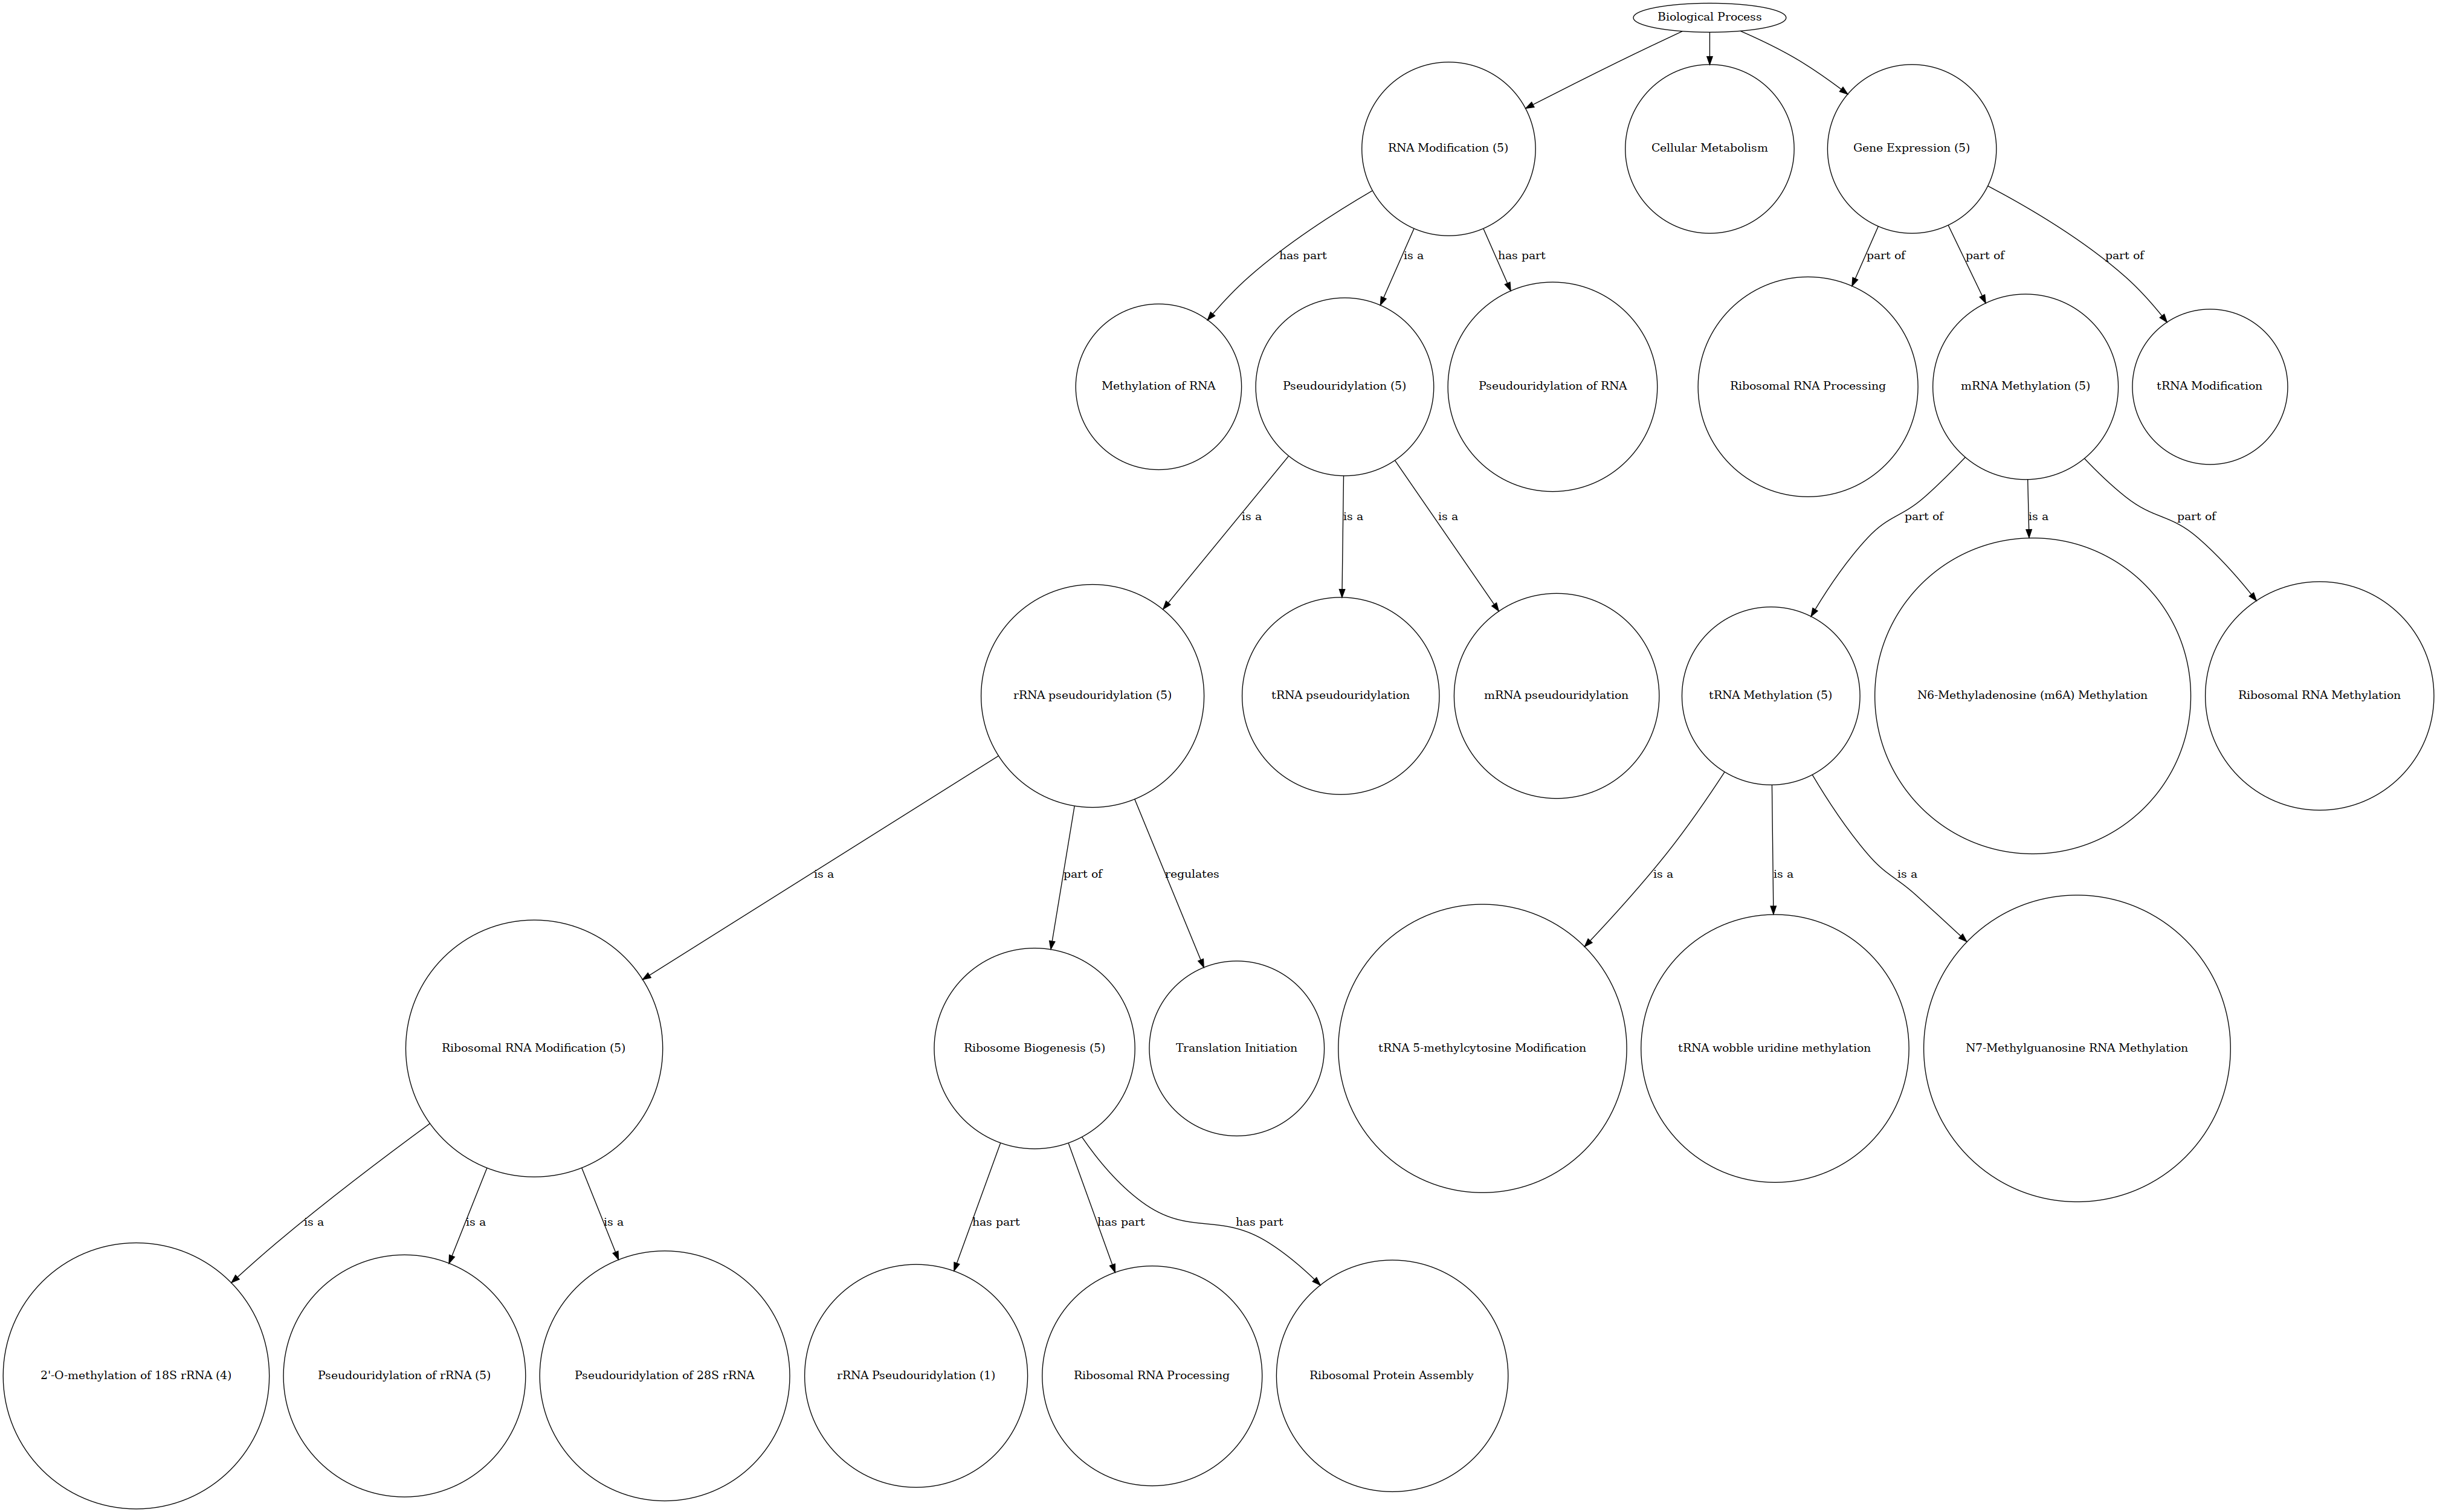 Biological Process
RNA Modification (5)
Cellular Metabolism
Gene Expression (5)
has part
is a
has part
part of
part of
part of
Methylation of RNA
Pseudouridylation (5)
Pseudouridylation of RNA
Ribosomal RNA Processing
mRNA Methylation (5)
tRNA Modification
is a
is a
is a
part of
is a
part of
rRNA pseudouridylation (5)
tRNA pseudouridylation
mRNA pseudouridylation
tRNA Methylation (5)
N6-Methyladenosine (m6A) Methylation
Ribosomal RNA Methylation
is a
part of
regulates
is a
is a
is a
Ribosomal RNA Modification (5)
Ribosome Biogenesis (5)
Translation Initiation
tRNA 5-methylcytosine Modification
tRNA wobble uridine methylation
N7-Methylguanosine RNA Methylation
is a
is a
is a
has part
has part
has part
2'-O-methylation of 18S rRNA (4)
Pseudouridylation of rRNA (5)
Pseudouridylation of 28S rRNA
rRNA Pseudouridylation (1)
Ribosomal RNA Processing
Ribosomal Protein Assembly